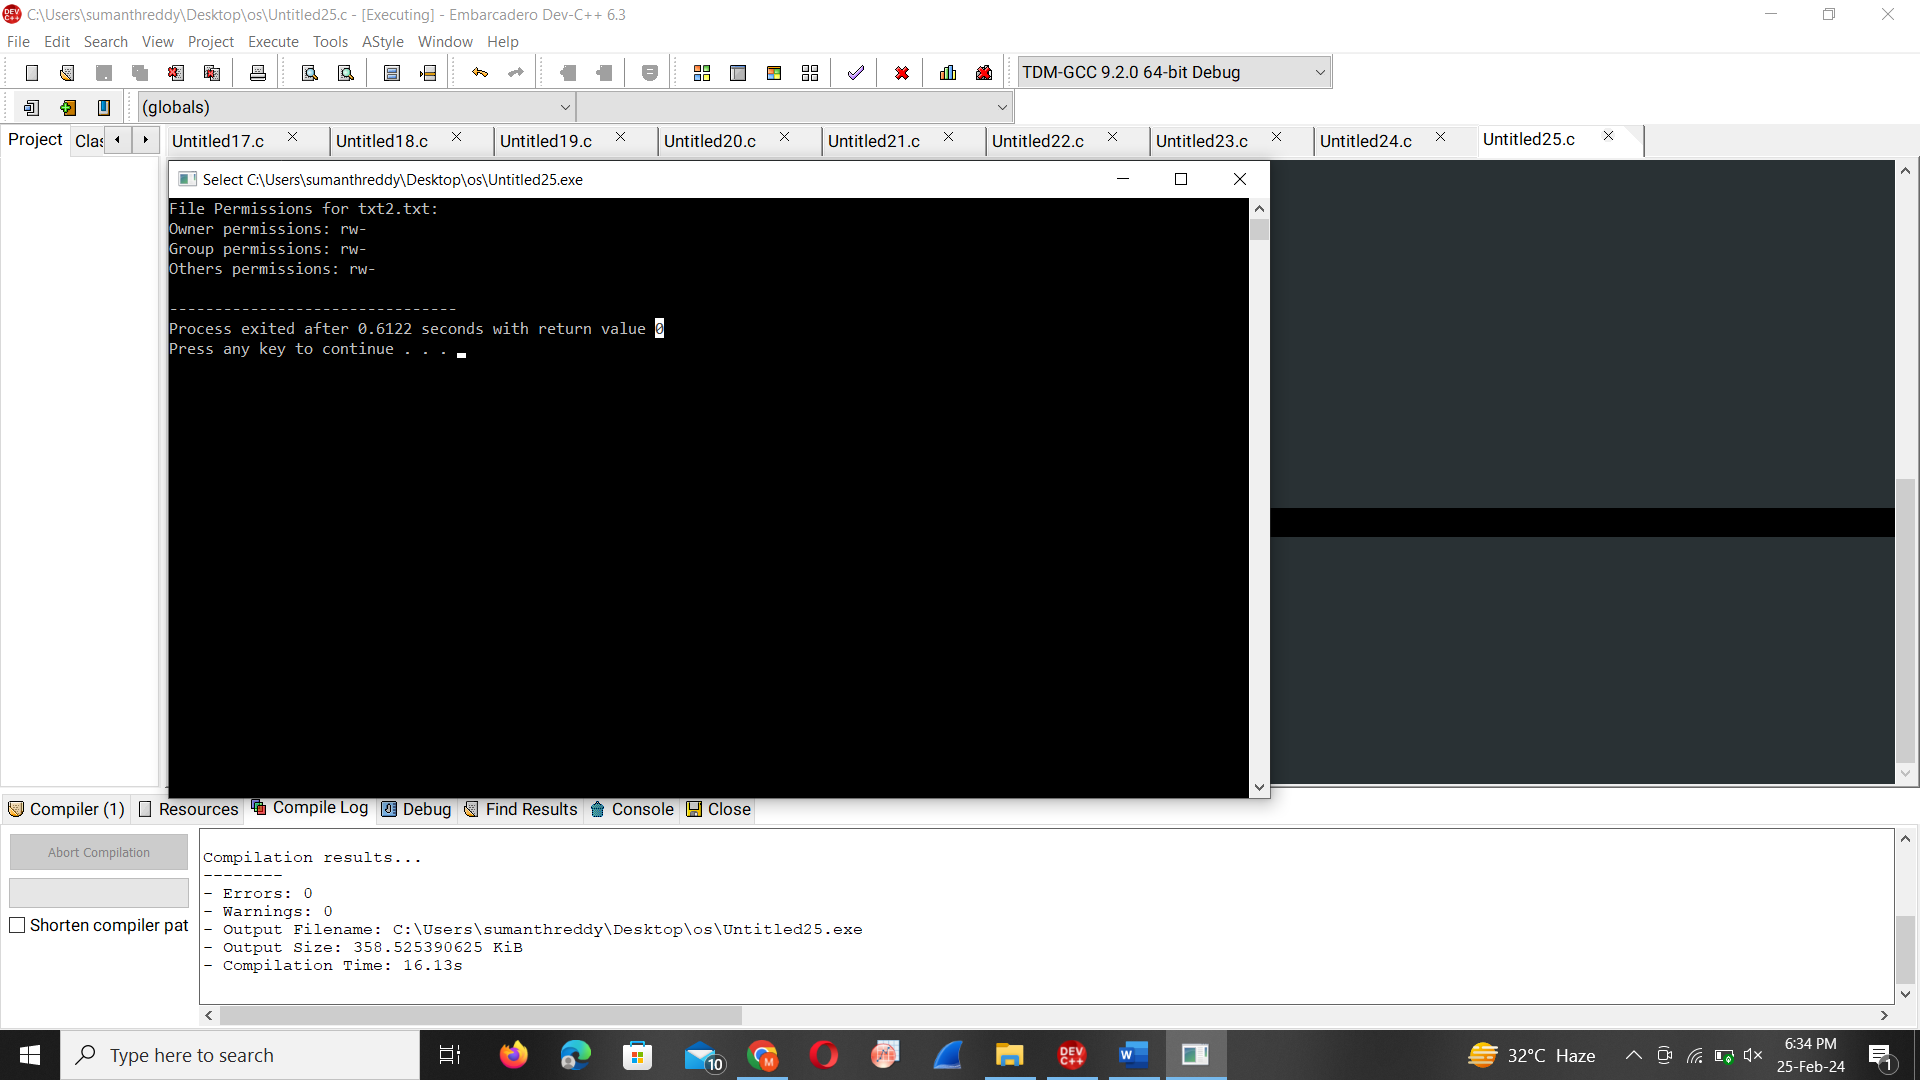 C:\Users\sumanthreddy\Desktop\os\Untitled25.c - [Executing] - Embarcadero Dev-C++ 6.3
File Edit Search View Project Execute Tools AStyle Window Help
TDM-GCC 9.2.0 64-bit Debug
(globals)
Project Clas Untitled17.c Untitled18.c Untitled19.c Untitled20.c Untitled21.c Untitled22.c Untitled23.c Untitled24.c Untitled25.c
Select C:\Users\sumanthreddy\Desktop\os\Untitled25.exe
File Permissions for txt2.txt:
Owner permissions: rw-
Group permissions: rw-
Others permissions: rw-
--------------------------------
Process exited after 0.6122 seconds with return value 0
Press any key to continue . . .
Compiler (1) Resources Compile Log Debug Find Results Console Close
Abort Compilation
Shorten compiler pat
Compilation results...
--------
- Errors: 0
- Warnings: 0
- Output Filename: C:\Users\sumanthreddy\Desktop\os\Untitled25.exe
- Output Size: 358.525390625 KiB
- Compilation Time: 16.13s
Type here to search
10
DEV C++
32°C Haze
6:34 PM
25-Feb-24
1